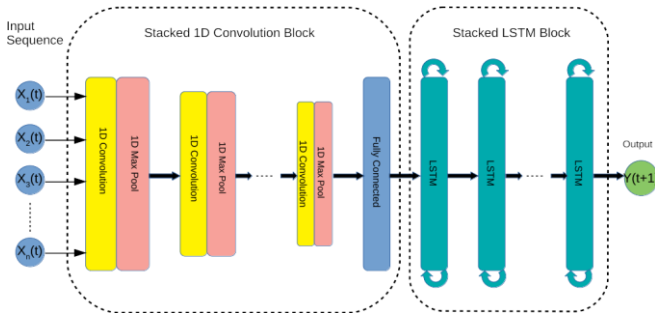 Input
Sequence
Stacked 1D Convolution Block
Stacked LSTM Block
X1(t)
X2(t)
X3(t)
Xn(t)
1D Convolution
1D Max Pool
1D Convolution
1D Max Pool
1D Convolution
1D Max Pool
Fully Connected
LSTM
LSTM
LSTM
Output
Y(t+1